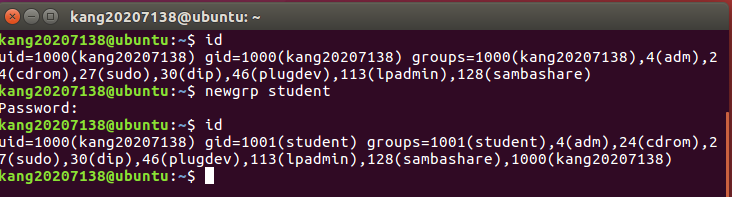 kang20207138@ubuntu: ~
kang20207138@ubuntu:~$ id
uid=1000(kang20207138) gid=1000(kang20207138) groups=1000(kang20207138),4(adm),2
4(cdrom),27(sudo),30(dip),46(plugdev),113(lpadmin),128(sambashare)
kang20207138@ubuntu:~$ newgrp student
Password:
kang20207138@ubuntu:~$ id
uid=1000(kang20207138) gid=1001(student) groups=1001(student),4(adm),24(cdrom),2
7(sudo),30(dip),46(plugdev),113(lpadmin),128(sambashare),1000(kang20207138)
kang20207138@ubuntu:~$